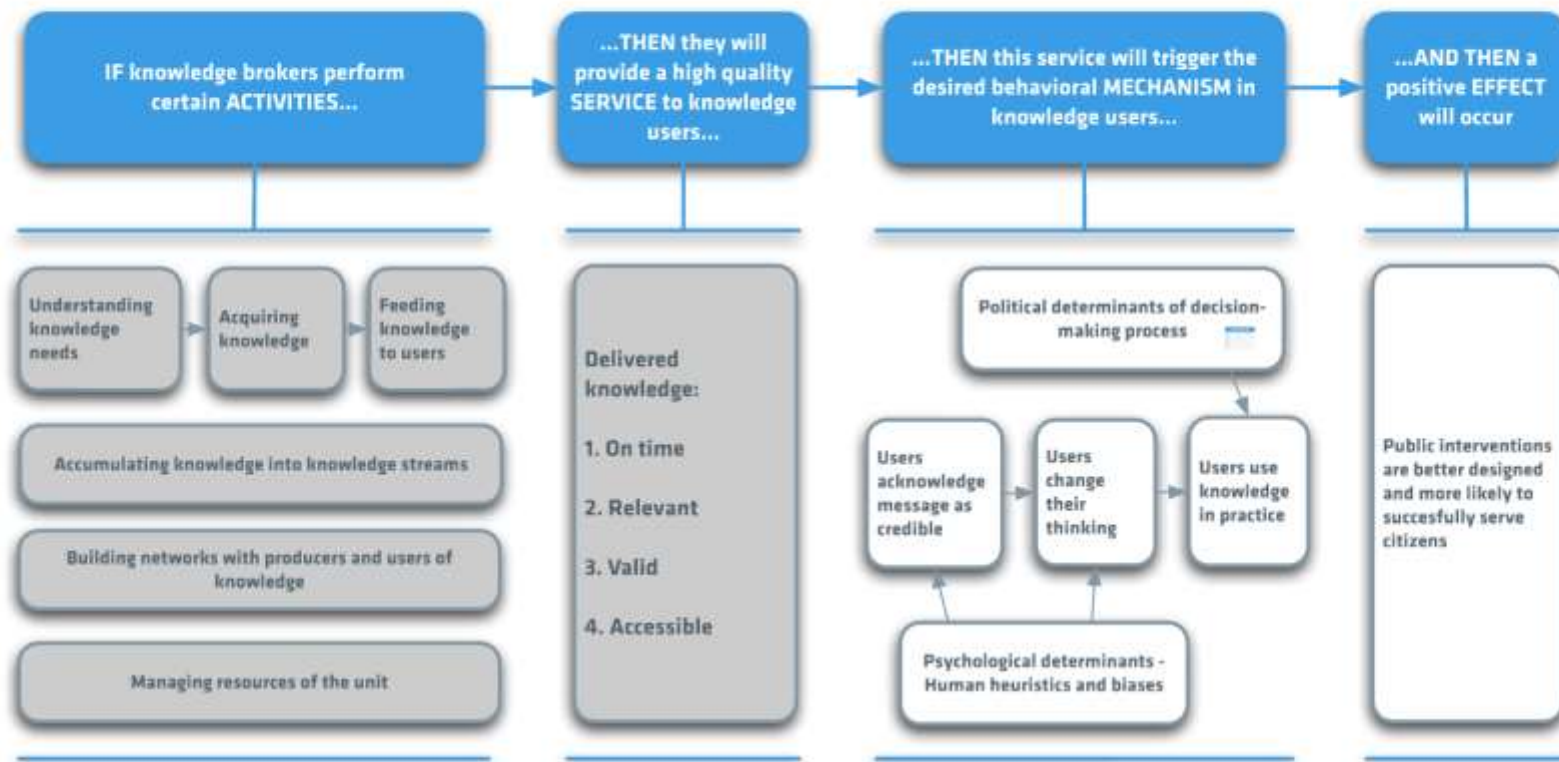 IF knowledge brokers perform
certain ACTIVITIES...
...THEN they will
provide a high quality
SERVICE to knowledge
users...
...THEN this service will trigger the
desired behavioral MECHANISM in
knowledge users...
...AND THEN a
positive EFFECT
will occur
Understanding
knowledge
needs
Acquiring
knowledge
Feeding
knowledge
to users
Accumulating knowledge into knowledge streams
Building networks with producers and users of
knowledge
Managing resources of the unit
Delivered
knowledge:
1. On time
2. Relevant
3. Valid
4. Accessible
Political determinants of decision-
making process
Users
acknowledge
message as
credible
Users
change
their
thinking
Users use
knowledge
in practice
Psychological determinants -
Human heuristics and biases
Public interventions
are better designed
and more likely to
succesfully serve
citizens